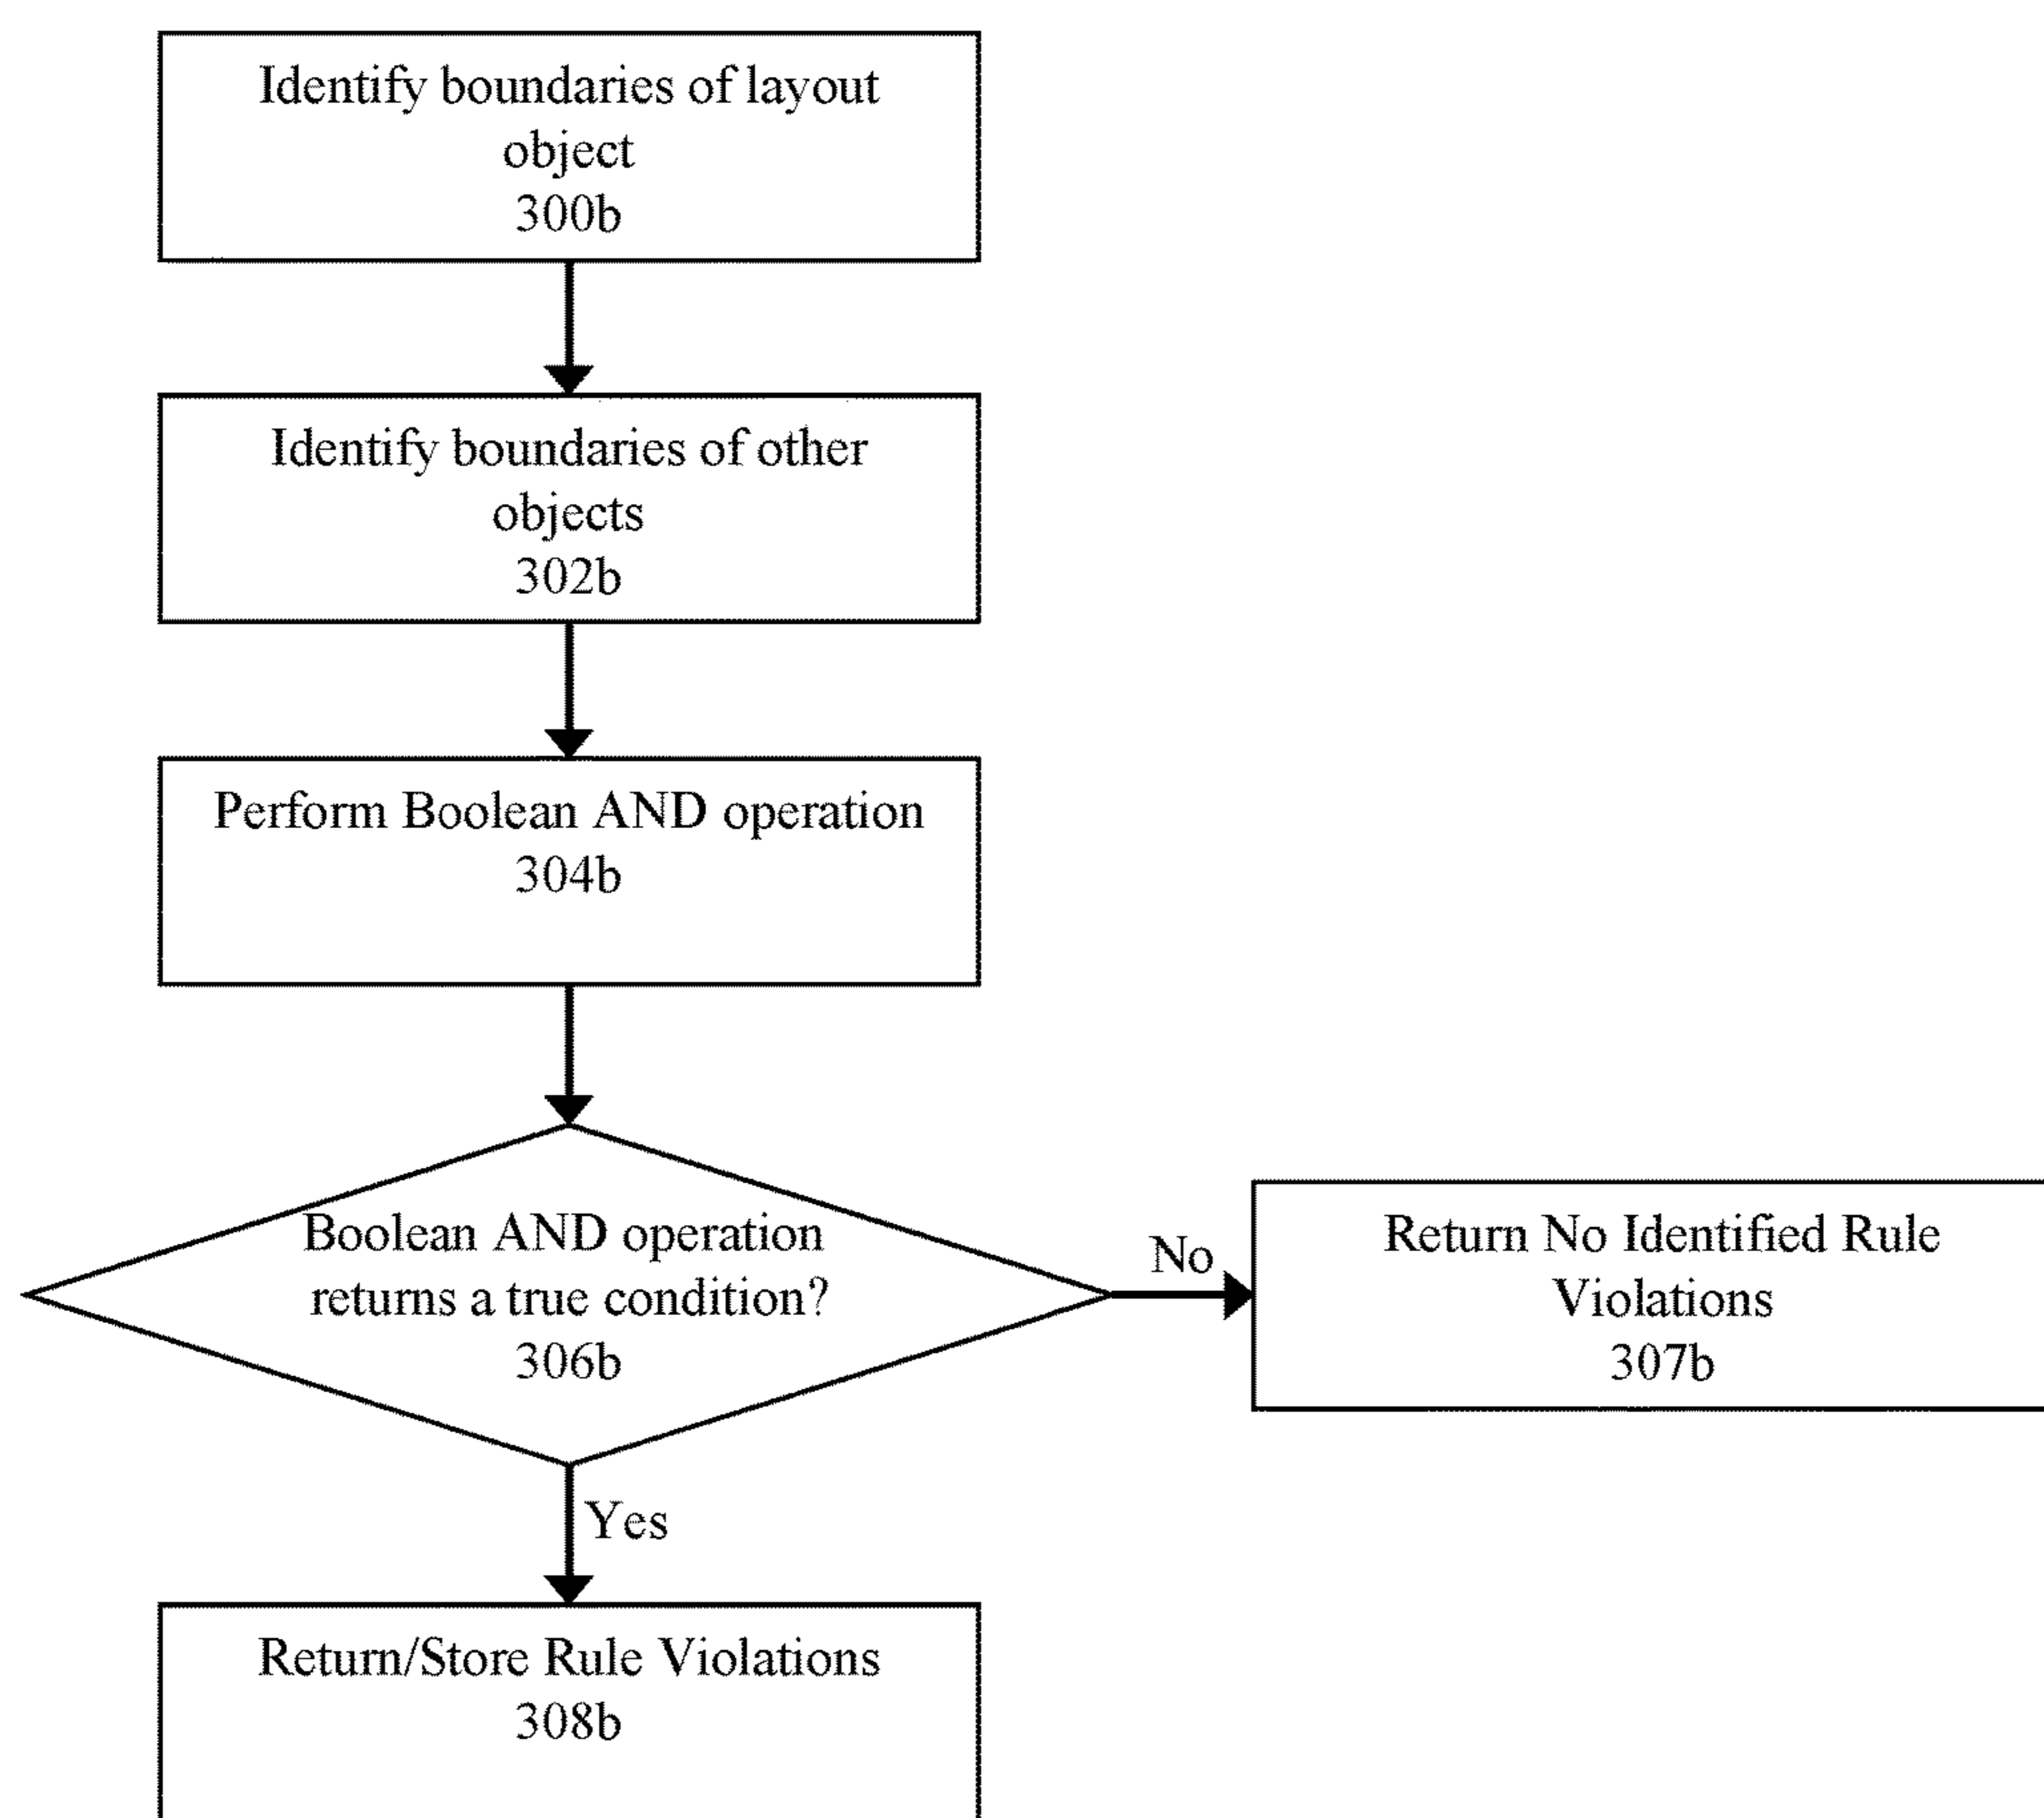 Identify boundaries of layout
object
300b
Identify boundaries of other
objects
302b
Perform Boolean AND operation
304b
Boolean AND operation
returns a true condition?
306b
No
Return No Identified Rule
Violations
307b
Yes
Return/Store Rule Violations
308b